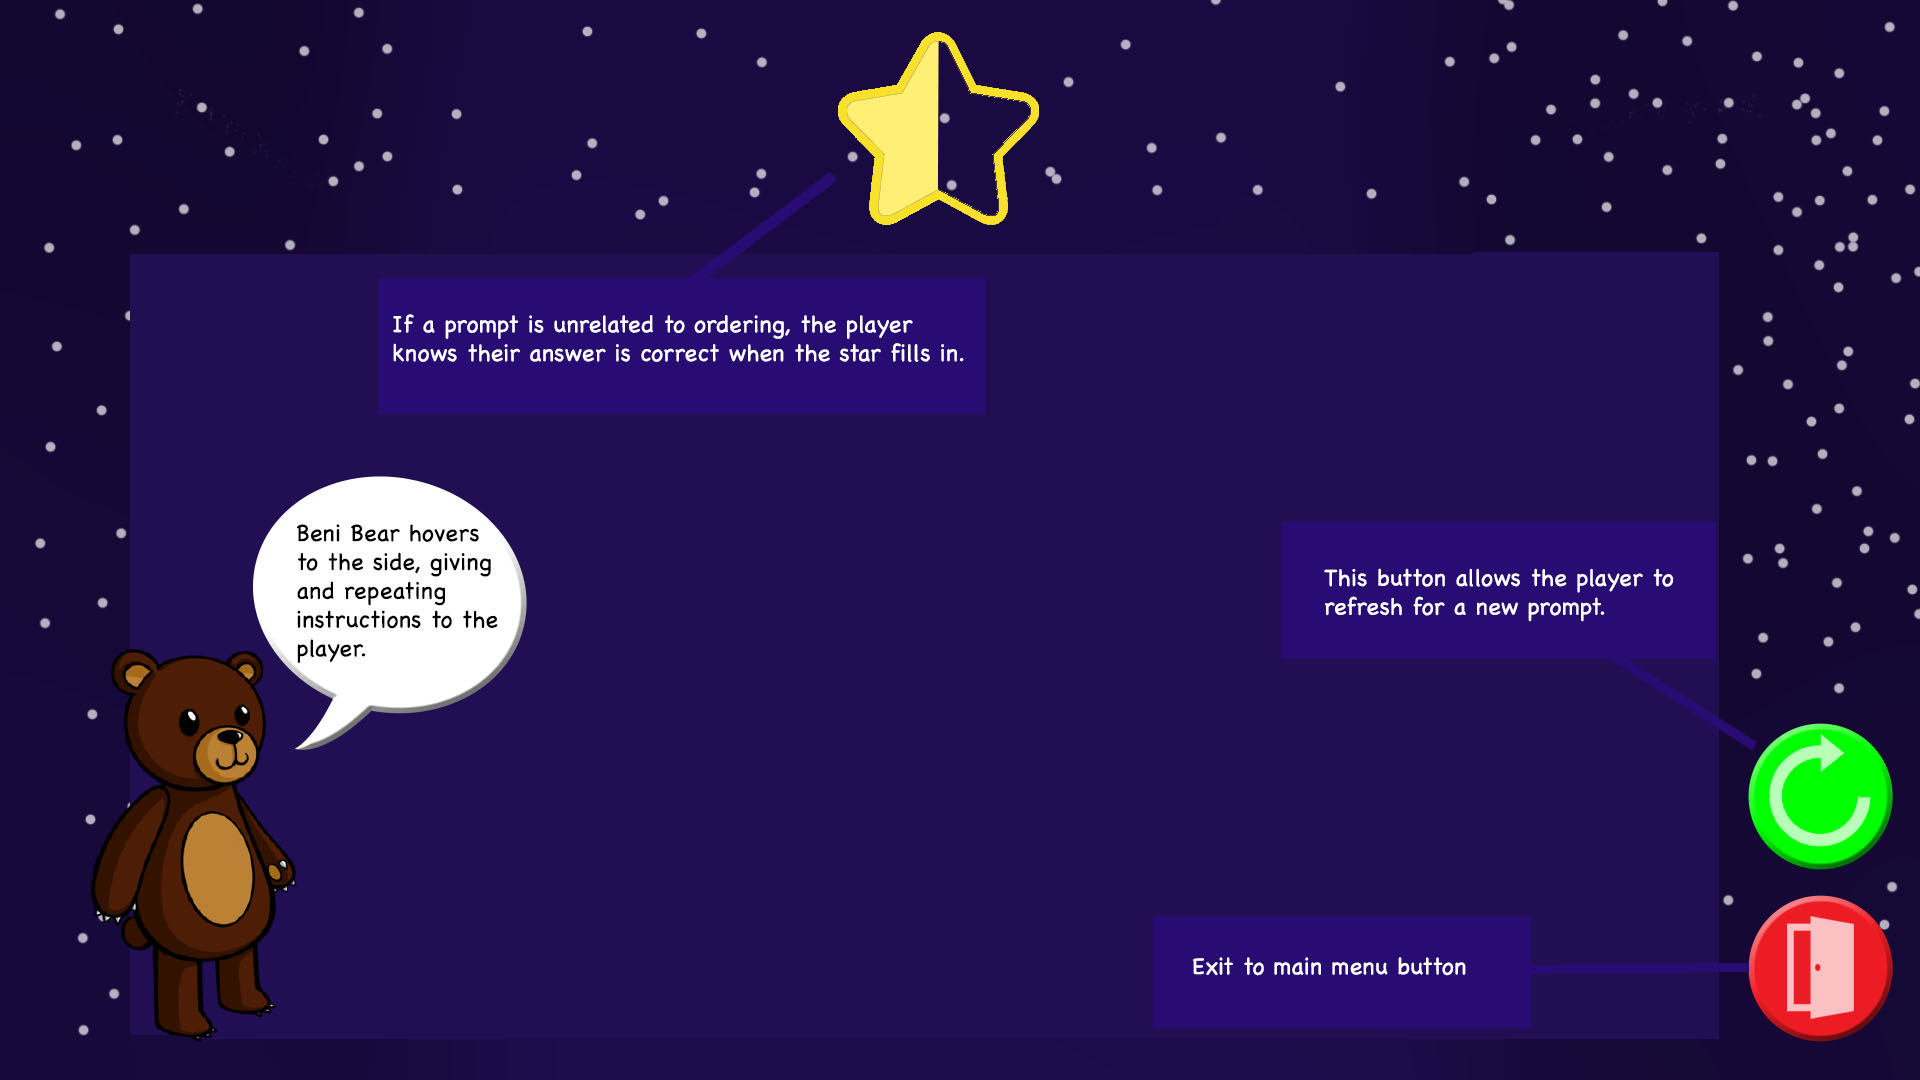 If a prompt is unrelated to ordering, the player
knows their answer is correct when the star fills in.
Beni Bear hovers
to the side, giving
and repeating
instructions to the
player.
This button allows the player to
refresh for a new prompt.
Exit to main menu button